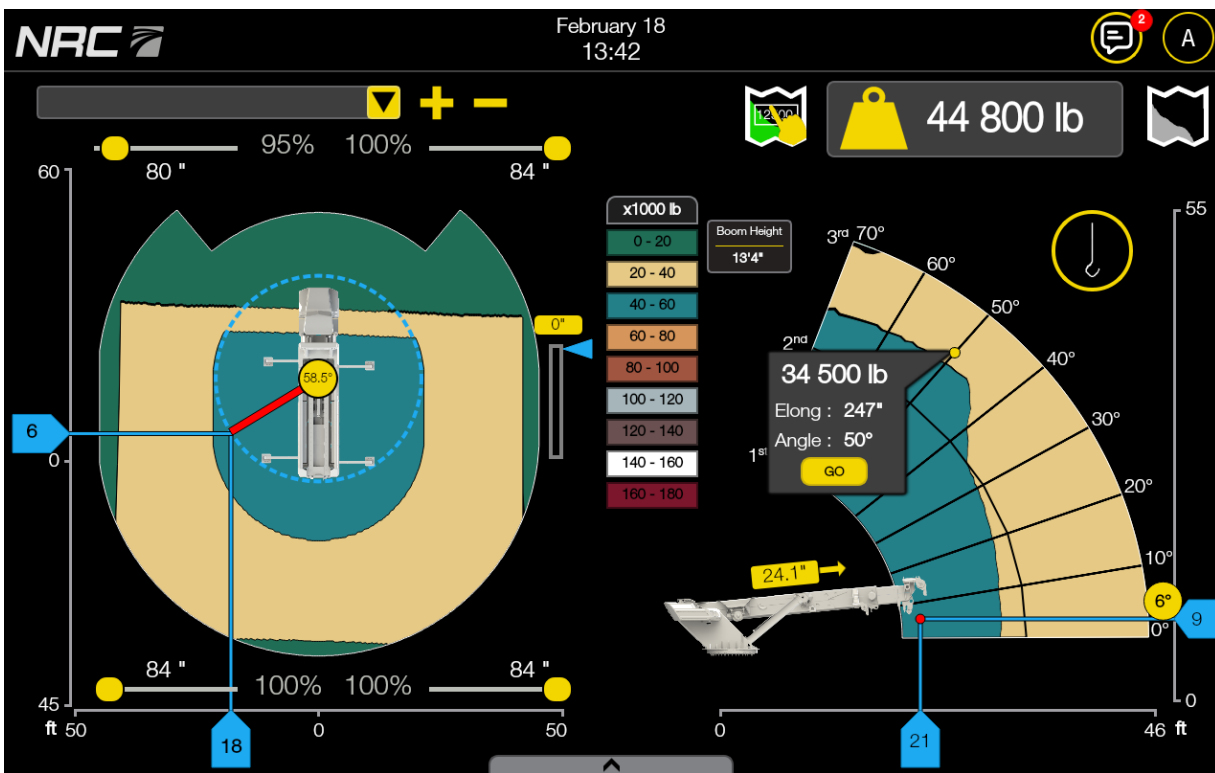 NRC
February 18
13:42
2
A
12300
44 800 lb
95% 100%
80 " 84 "
60
0
45
ft 50 0 50
6
18
58.5°
0"
84 " 84 "
100% 100%
x1000 lb
0 - 20
20 - 40
40 - 60
60 - 80
80 - 100
100 - 120
120 - 140
140 - 160
160 - 180
Boom Height
13'4"
3rd 70°
60°
50°
40°
30°
20°
10°
0°
2nd
1st
34 500 lb
Elong : 247"
Angle : 50°
GO
24.1"
6°
9
55
0
0 46 ft
21